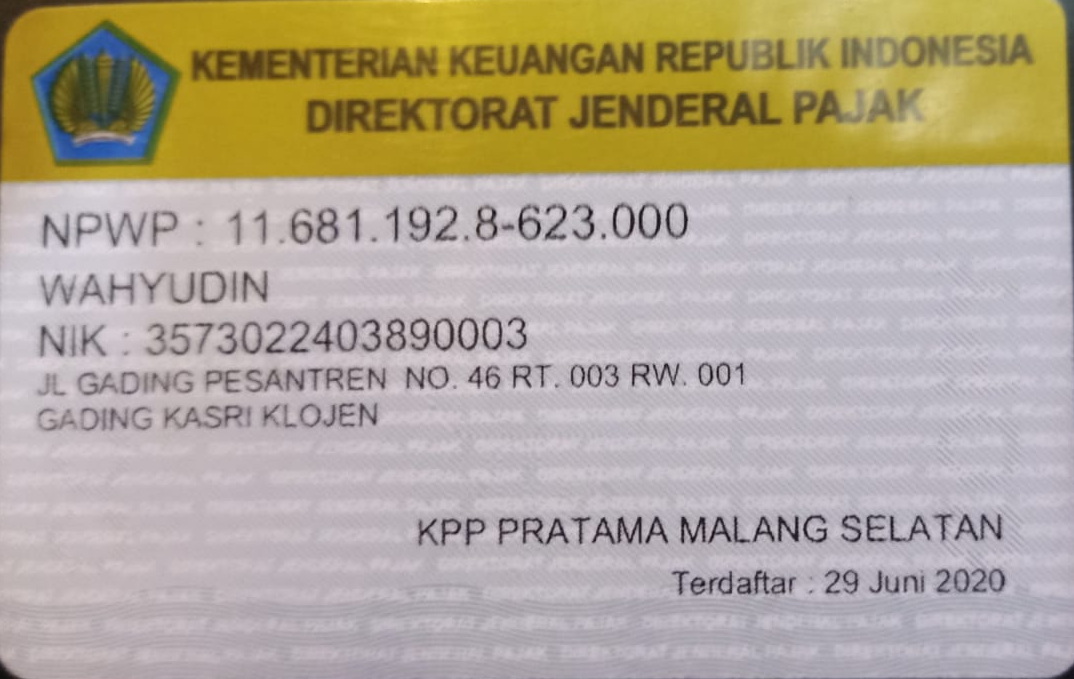 KEMENTERIAN KEUANGAN REPUBLIK INDONESIA
DIREKTORAT JENDERAL PAJAK
NPWP : 11.681.192.8-623.000
WAHYUDIN
NIK : 3573022403890003
JL GADING PESANTREN NO. 46 RT. 003 RW. 001
GADING KASRI KLOJEN
KPP PRATAMA MALANG SELATAN
Terdaftar : 29 Juni 2020